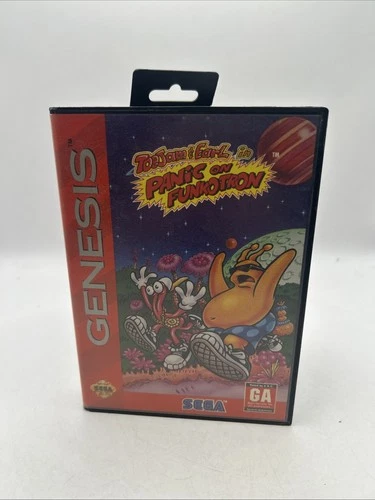 ToeJam & Earl in
PANIC ON
FUNKOTRON
TM
GENESIS
SEGA
GA
SEGA